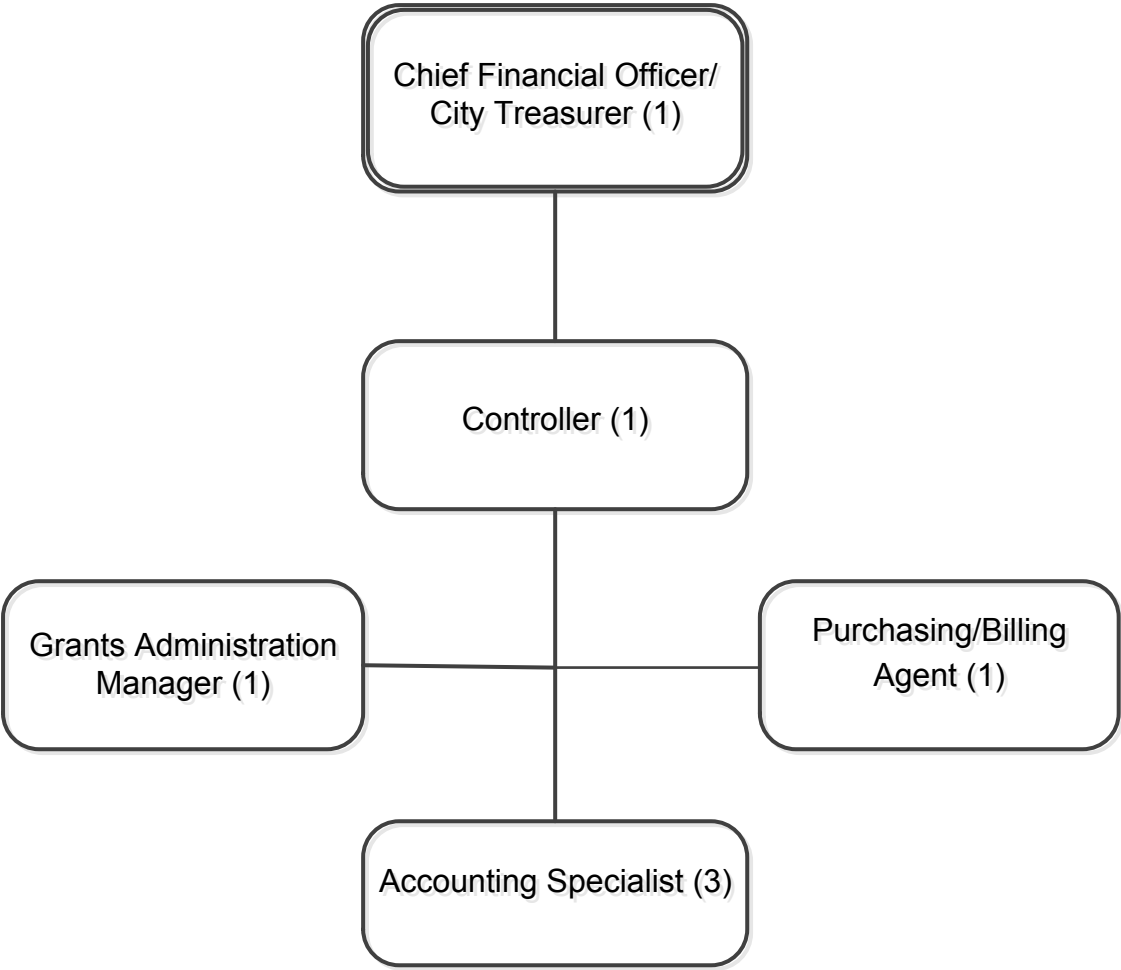 Chief Financial Officer/
City Treasurer (1)
Controller (1)
Grants Administration
Manager (1)
Purchasing/Billing
Agent (1)
Accounting Specialist (3)